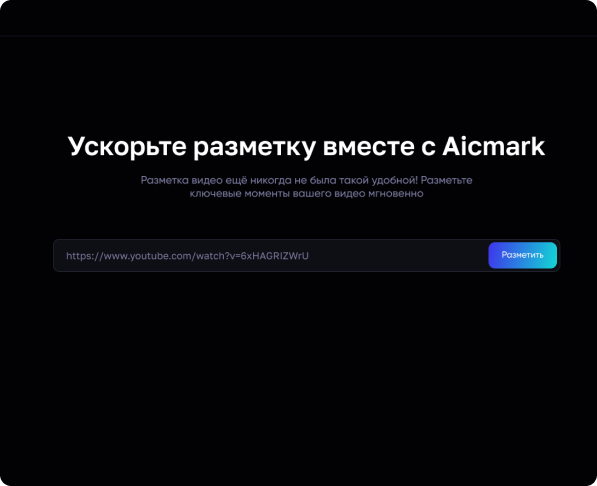 Ускорьте разметку вместе с Aicmark
Разметка видео ещё никогда не была такой удобной! Разметьте
ключевые моменты вашего видео мгновенно
https://www.youtube.com/watch?v=6xHAGRIZWrU
Разметить